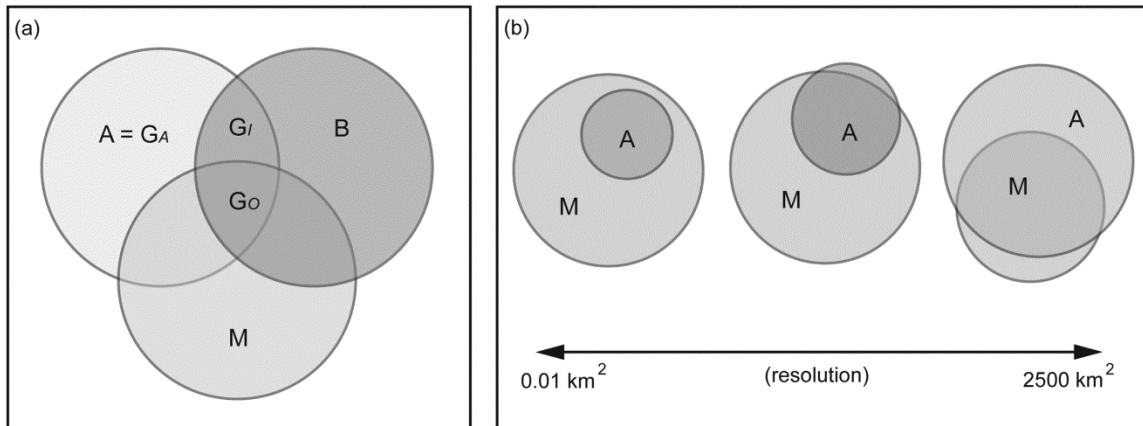 (a)
A = GA
GI
B
GO
M
(b)
A
M
A
M
A
M
0.01 km²
(resolution)
2500 km²